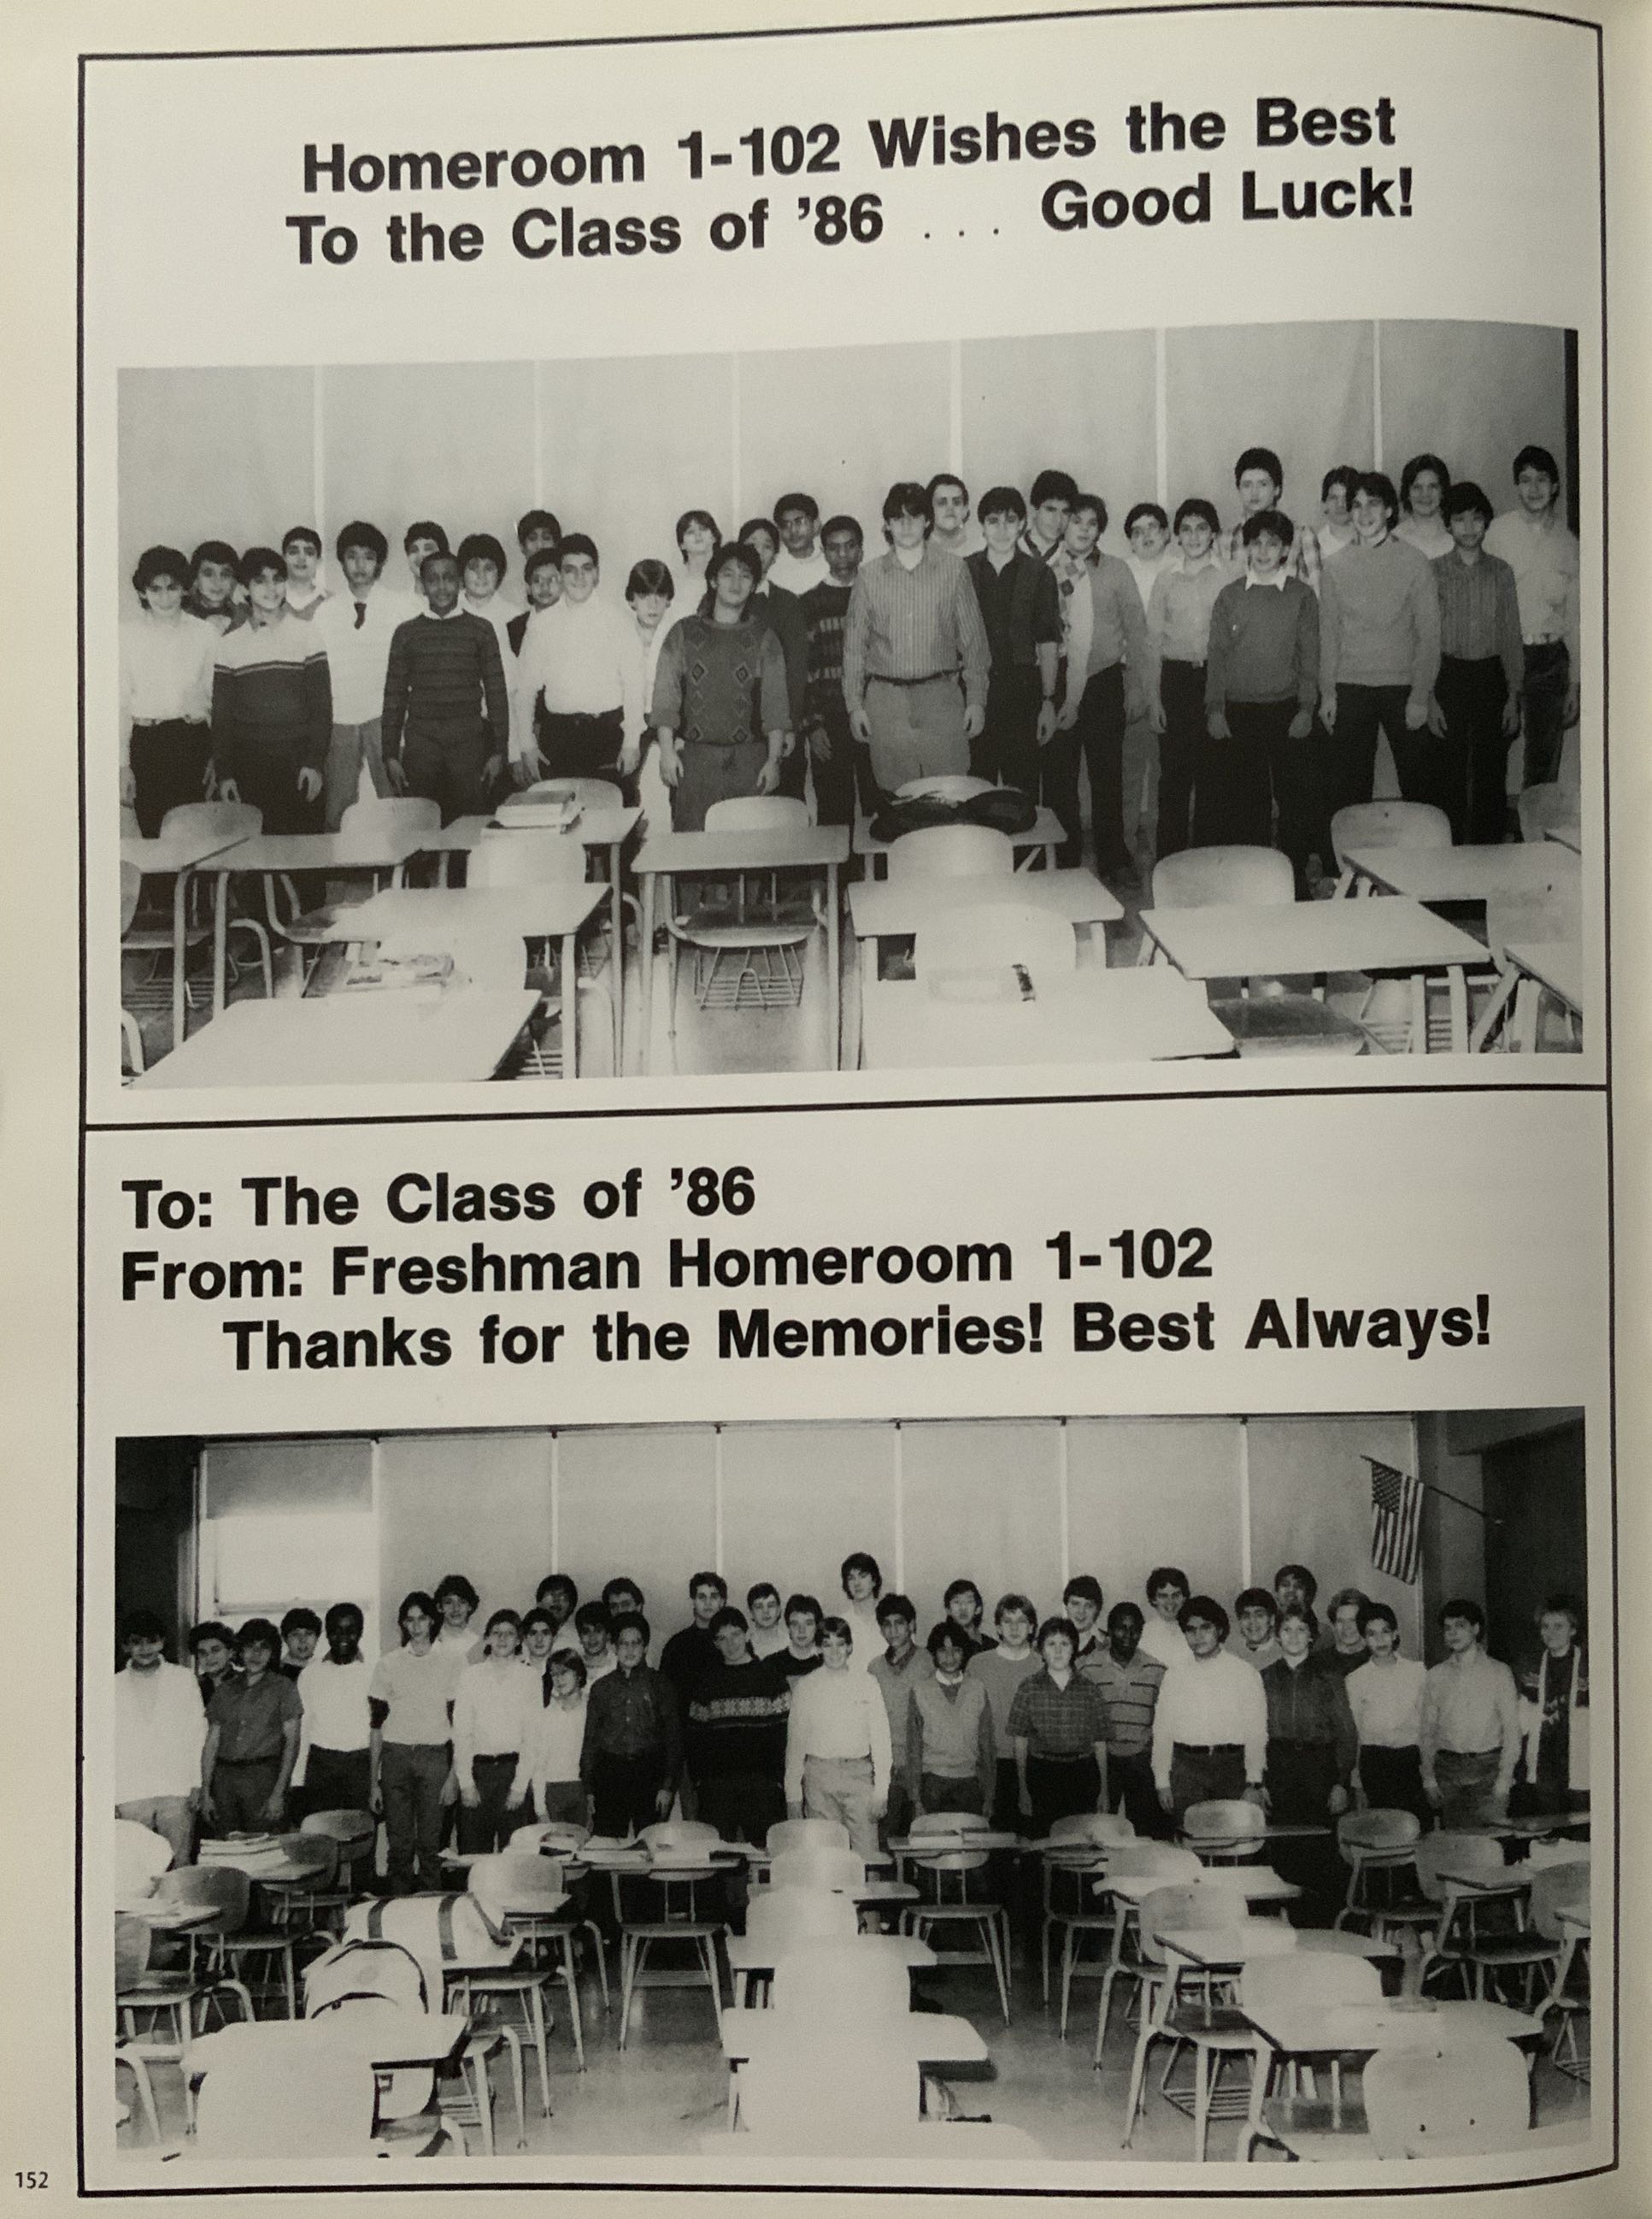 Homeroom 1-102 Wishes the Best
To the Class of ’86 ... Good Luck!
To: The Class of ’86
From: Freshman Homeroom 1-102
Thanks for the Memories! Best Always!
152